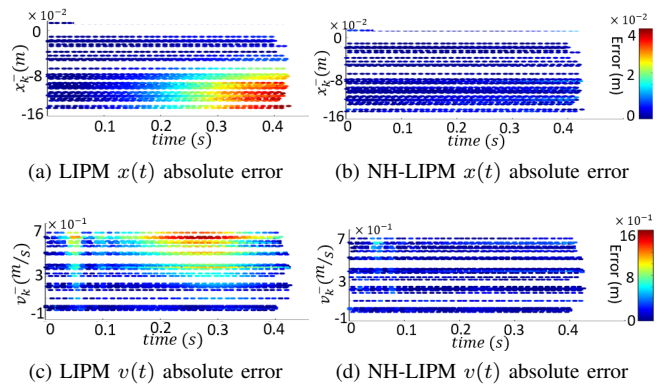 × 10⁻²
0
-8
-16
x_k^-(m)
0.1 0.2 0.3 0.4
time (s)
(a) LIPM x(t) absolute error
× 10⁻²
0
-8
-16
x_k^-(m)
0 0.1 0.2 0.3 0.4
time (s)
(b) NH-LIPM x(t) absolute error
× 10⁻²
4
2
0
Error (m)
× 10⁻¹
7
3
-1
v_k^-(m/s)
0.1 0.2 0.3 0.4
time (s)
(c) LIPM v(t) absolute error
× 10⁻¹
7
3
-1
v_k^-(m/s)
0 0.1 0.2 0.3 0.4
time (s)
(d) NH-LIPM v(t) absolute error
× 10⁻¹
16
8
0
Error (m)